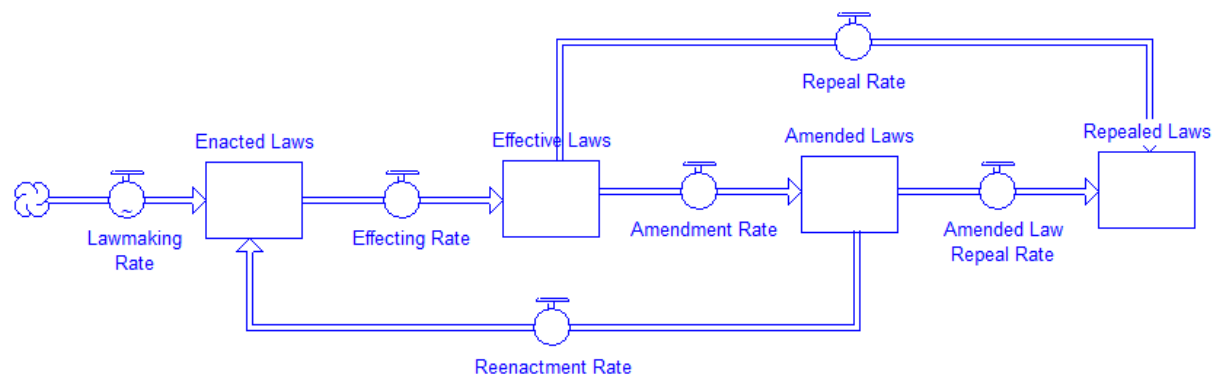 Repeal Rate
Enacted Laws
Effective Laws
Amended Laws
Repealed Laws
~
Lawmaking
Rate
Effecting Rate
Amendment Rate
Amended Law
Repeal Rate
Reenactment Rate